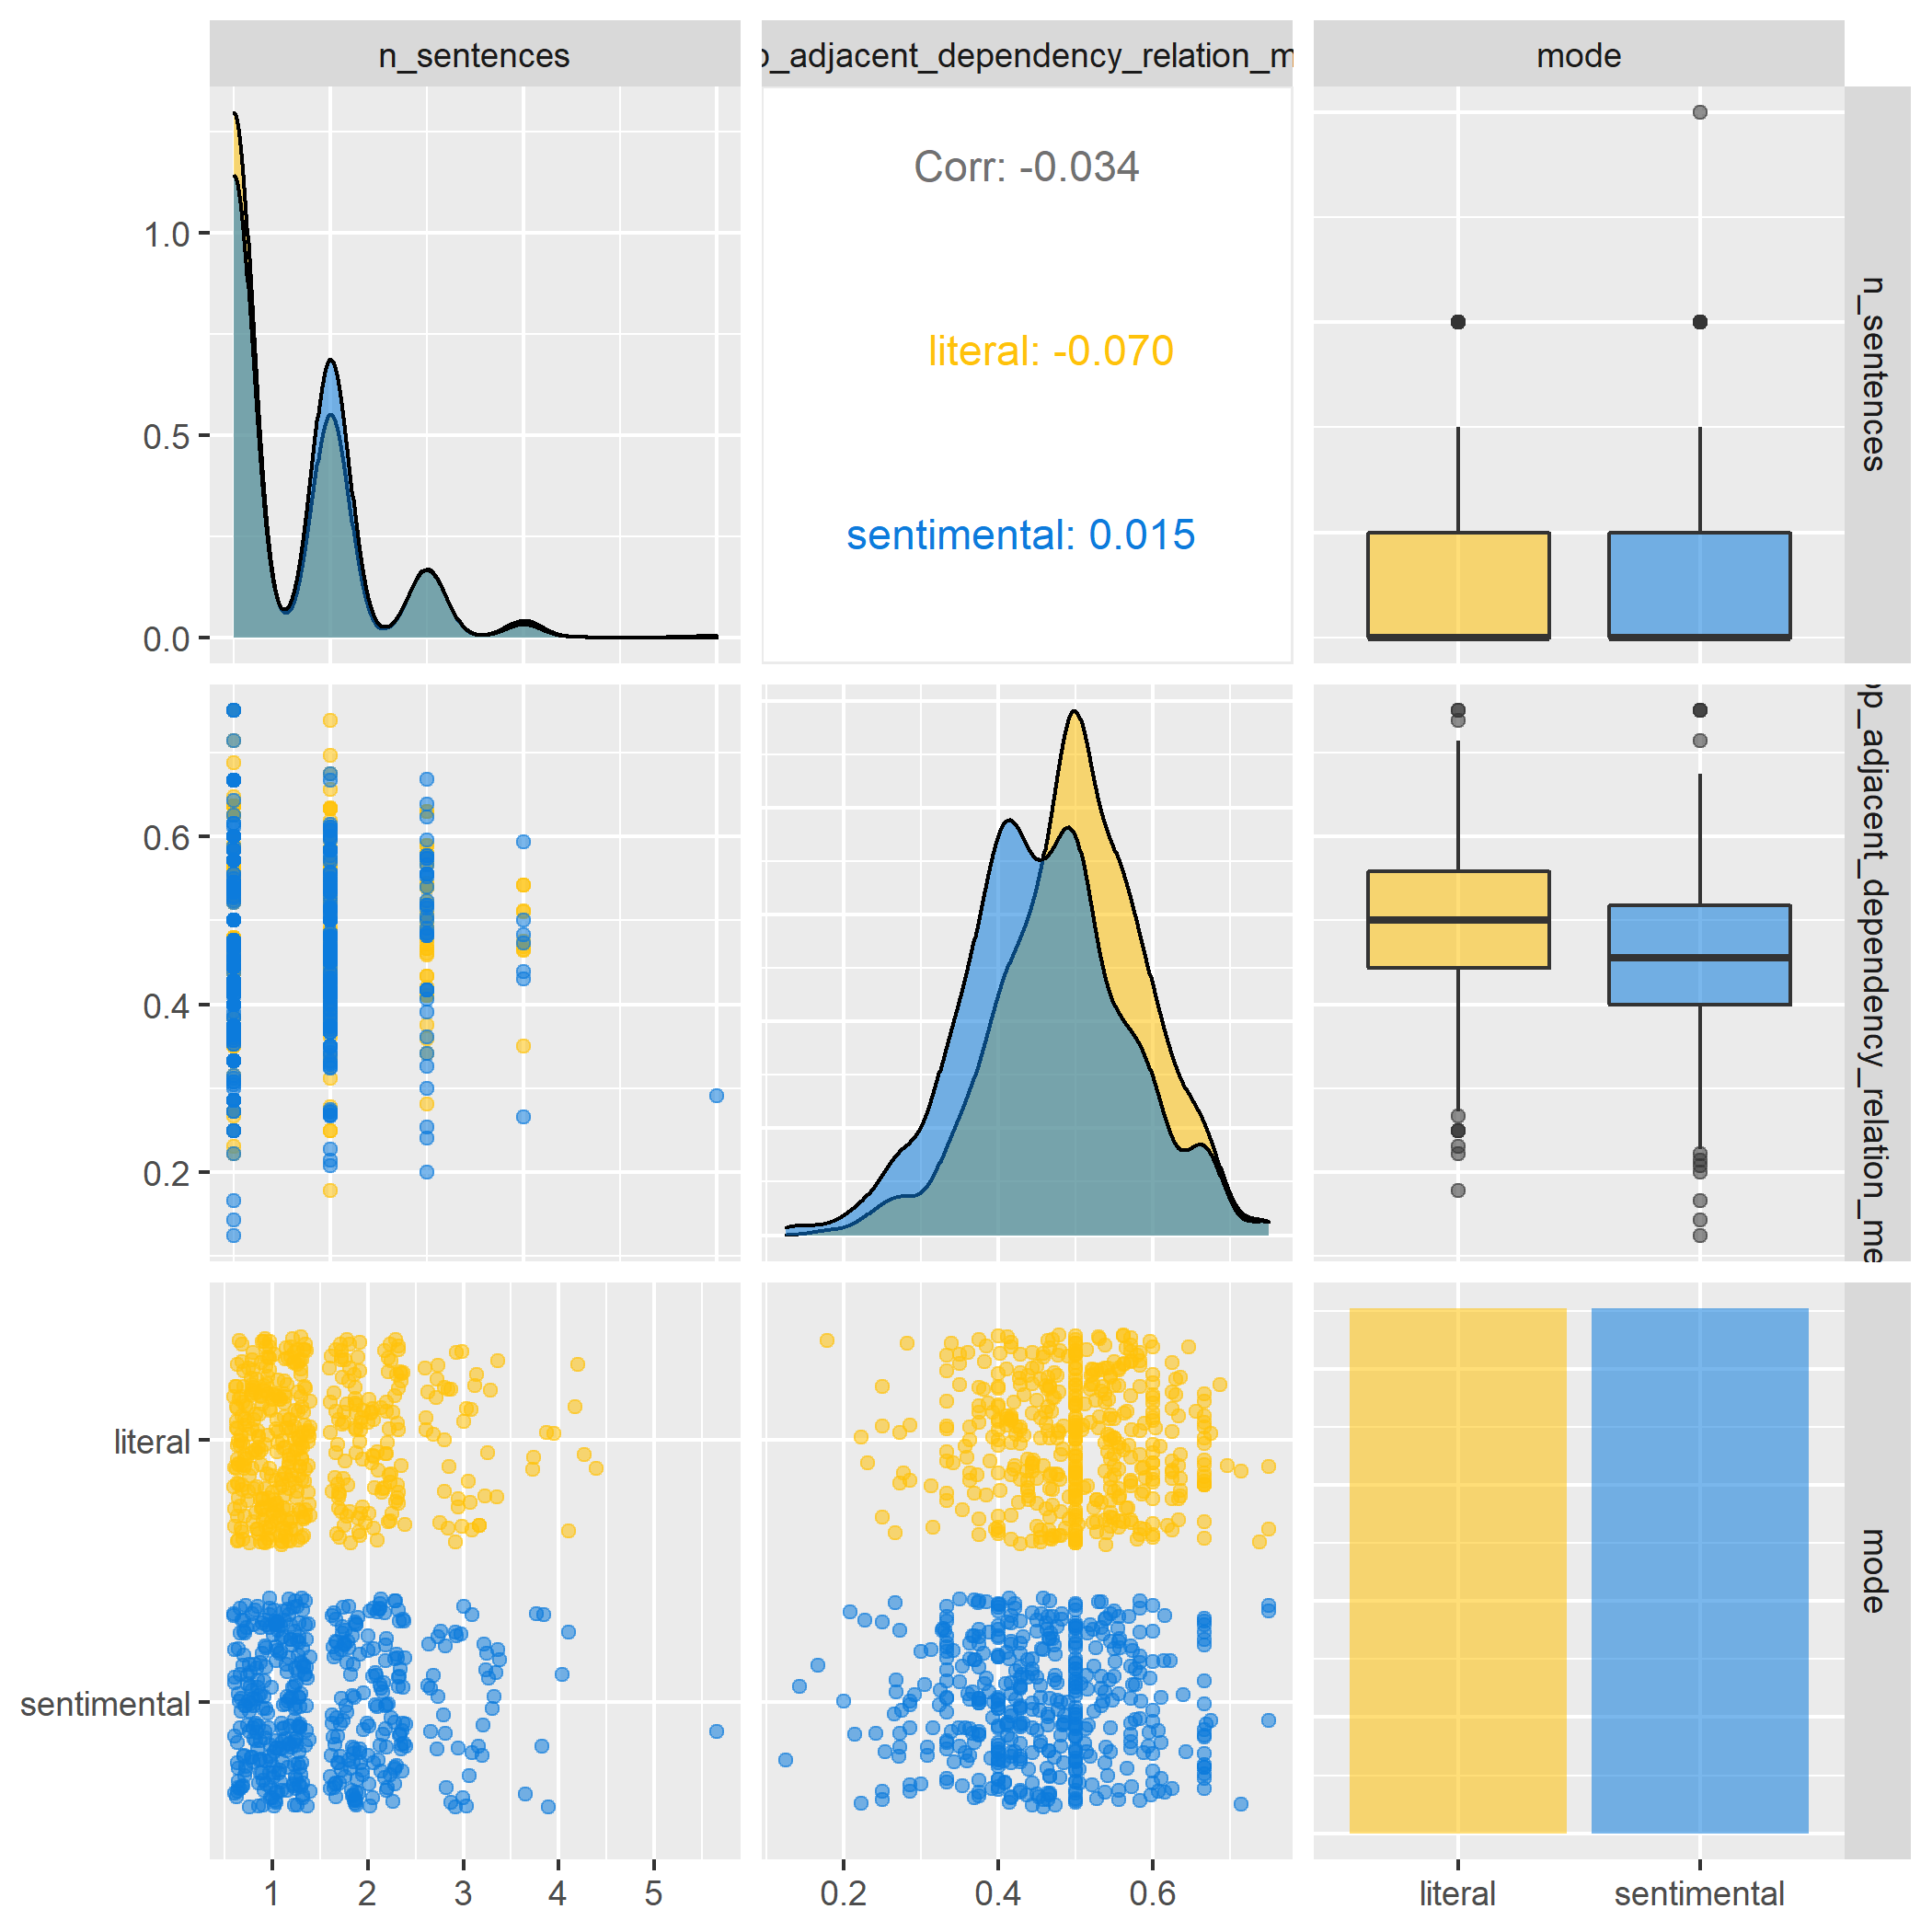 n_sentences
p_adjacent_dependency_relation_m
mode
1.0
0.5
0.0
Corr: -0.034
literal: -0.070
sentimental: 0.015
n_sentences
0.6
0.4
0.2
op_adjacent_dependency_relation_me
literal
sentimental
mode
1
2
3
4
5
0.2
0.4
0.6
literal
sentimental